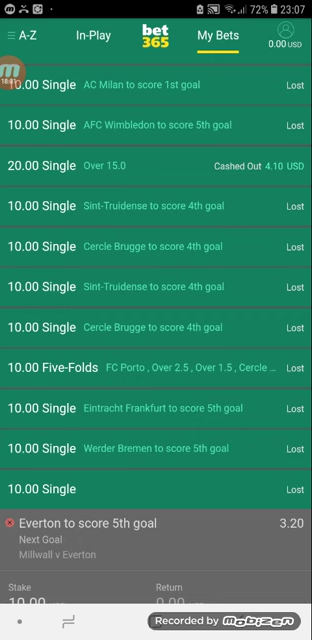 72% 23:07
A-Z In-Play bet365 My Bets 0.00 USD
10.00 Single AC Milan to score 1st goal Lost
10.00 Single AFC Wimbledon to score 5th goal Lost
20.00 Single Over 15.0 Cashed Out 4.10 USD
10.00 Single Sint-Truidense to score 4th goal Lost
10.00 Single Cercle Brugge to score 4th goal Lost
10.00 Single Sint-Truidense to score 4th goal Lost
10.00 Single Cercle Brugge to score 4th goal Lost
10.00 Five-Folds FC Porto , Over 2.5 , Over 1.5 , Cercle ... Lost
10.00 Single Eintracht Frankfurt to score 5th goal Lost
10.00 Single Werder Bremen to score 5th goal Lost
10.00 Single Lost
Everton to score 5th goal 3.20
Next Goal
Millwall v Everton
Stake Return
10.00 0.00
Recorded by MOBIZEN